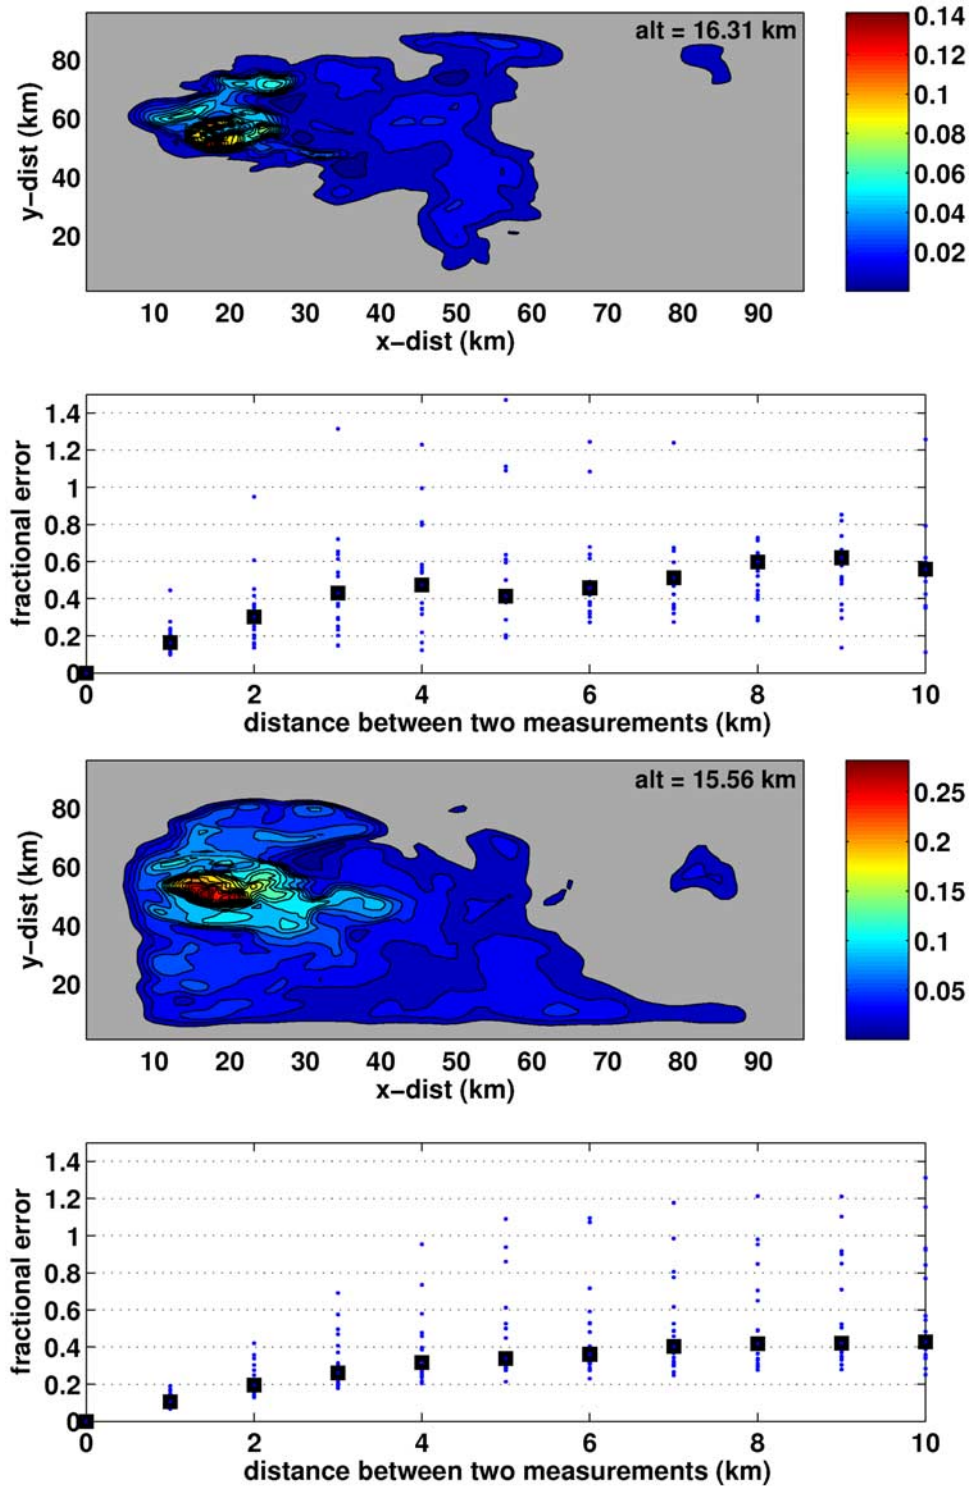 alt = 16.31 km
y-dist (km)
80
60
40
20
10 20 30 40 50 60 70 80 90
x-dist (km)
0.14
0.12
0.1
0.08
0.06
0.04
0.02
fractional error
1.4
1.2
1
0.8
0.6
0.4
0.2
0
0 2 4 6 8 10
distance between two measurements (km)
alt = 15.56 km
y-dist (km)
80
60
40
20
10 20 30 40 50 60 70 80 90
x-dist (km)
0.25
0.2
0.15
0.1
0.05
fractional error
1.4
1.2
1
0.8
0.6
0.4
0.2
0
0 2 4 6 8 10
distance between two measurements (km)